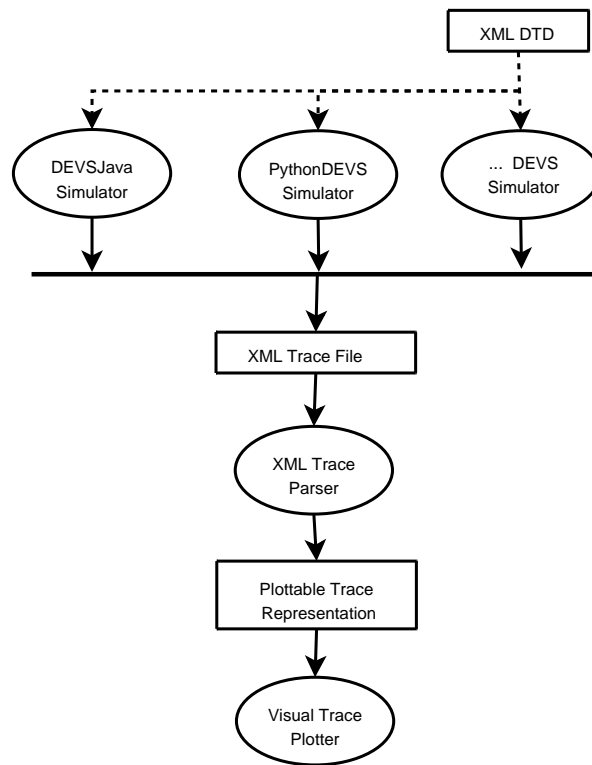 XML DTD
DEVSJava
Simulator
PythonDEVS
Simulator
... DEVS
Simulator
XML Trace File
XML Trace
Parser
Plottable Trace
Representation
Visual Trace
Plotter